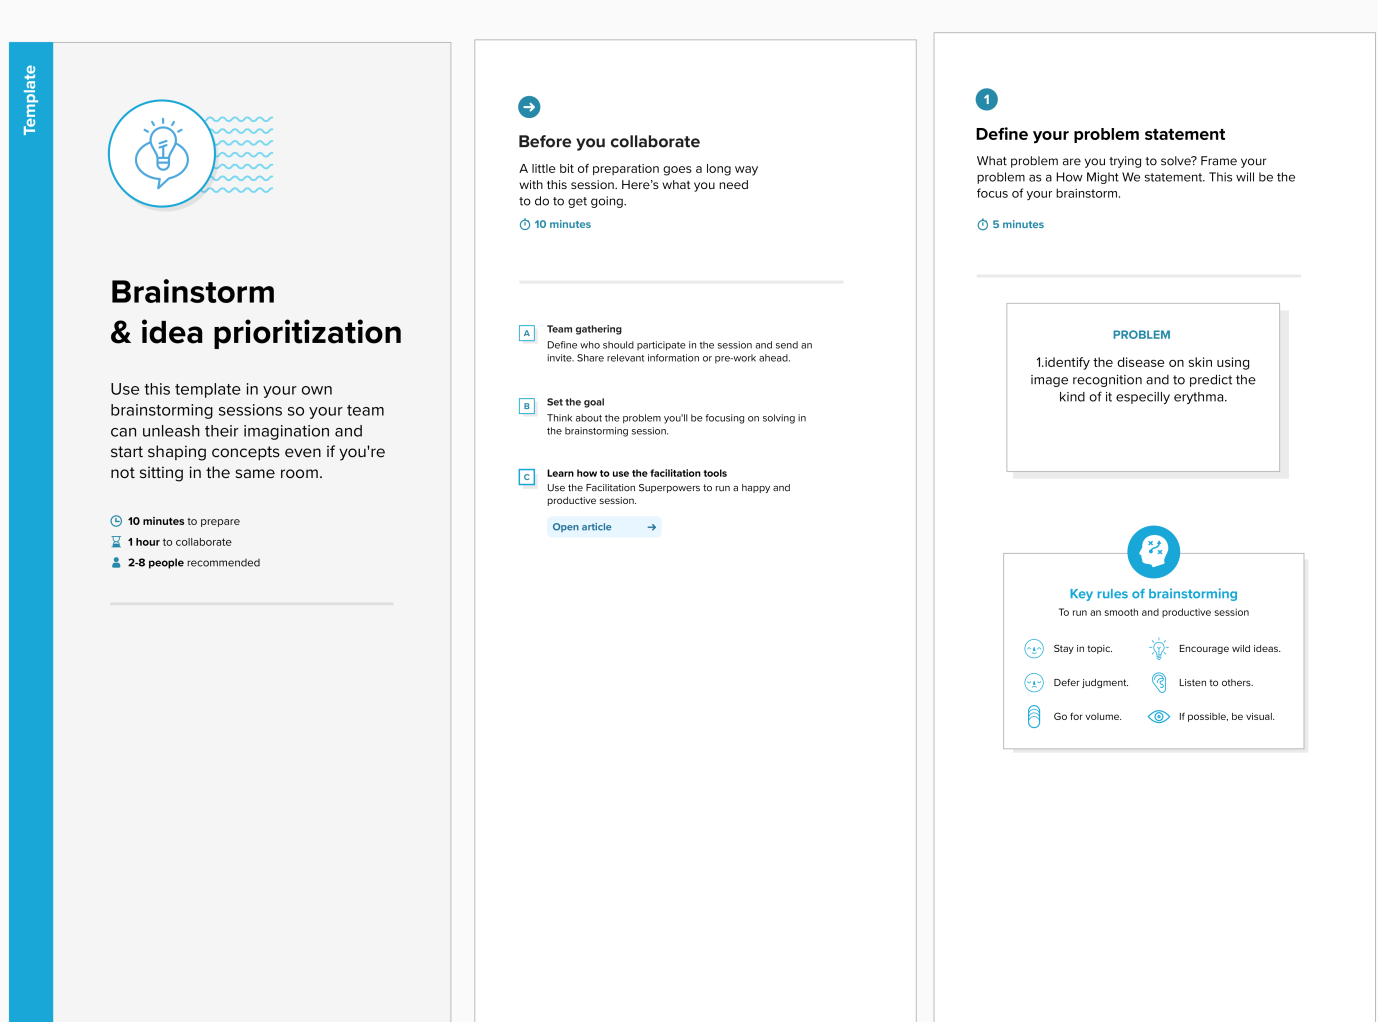 Template
Brainstorm
& idea prioritization
Use this template in your own
brainstorming sessions so your team
can unleash their imagination and
start shaping concepts even if you're
not sitting in the same room.
10 minutes to prepare
1 hour to collaborate
2-8 people recommended
Before you collaborate
A little bit of preparation goes a long way
with this session. Here's what you need
to do to get going.
10 minutes
A
Team gathering
Define who should participate in the session and send an
invite. Share relevant information or pre-work ahead.
B
Set the goal
Think about the problem you'll be focusing on solving in
the brainstorming session.
C
Learn how to use the facilitation tools
Use the Facilitation Superpowers to run a happy and
productive session.
Open article
1
Define your problem statement
What problem are you trying to solve? Frame your
problem as a How Might We statement. This will be the
focus of your brainstorm.
5 minutes
PROBLEM
1.identify the disease on skin using
image recognition and to predict the
kind of it especilly erythma.
Key rules of brainstorming
To run an smooth and productive session
Stay in topic.
Encourage wild ideas.
Defer judgment.
Listen to others.
Go for volume.
If possible, be visual.